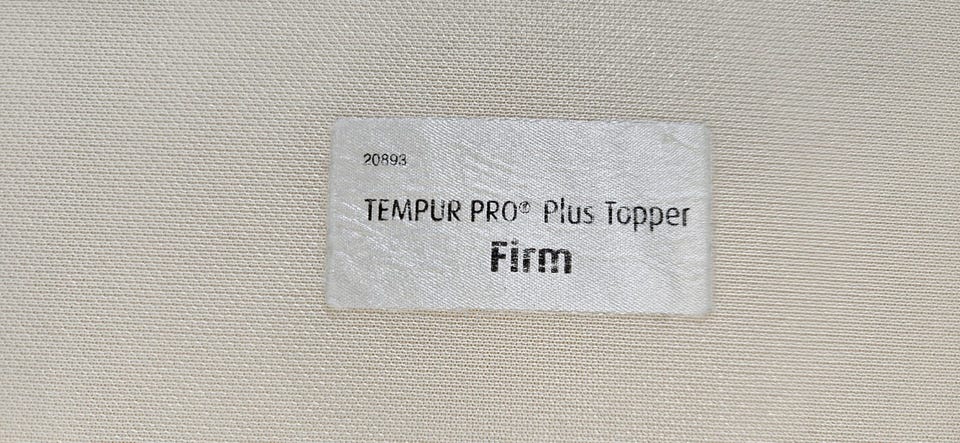 20893
TEMPUR PRO® Plus Topper
Firm